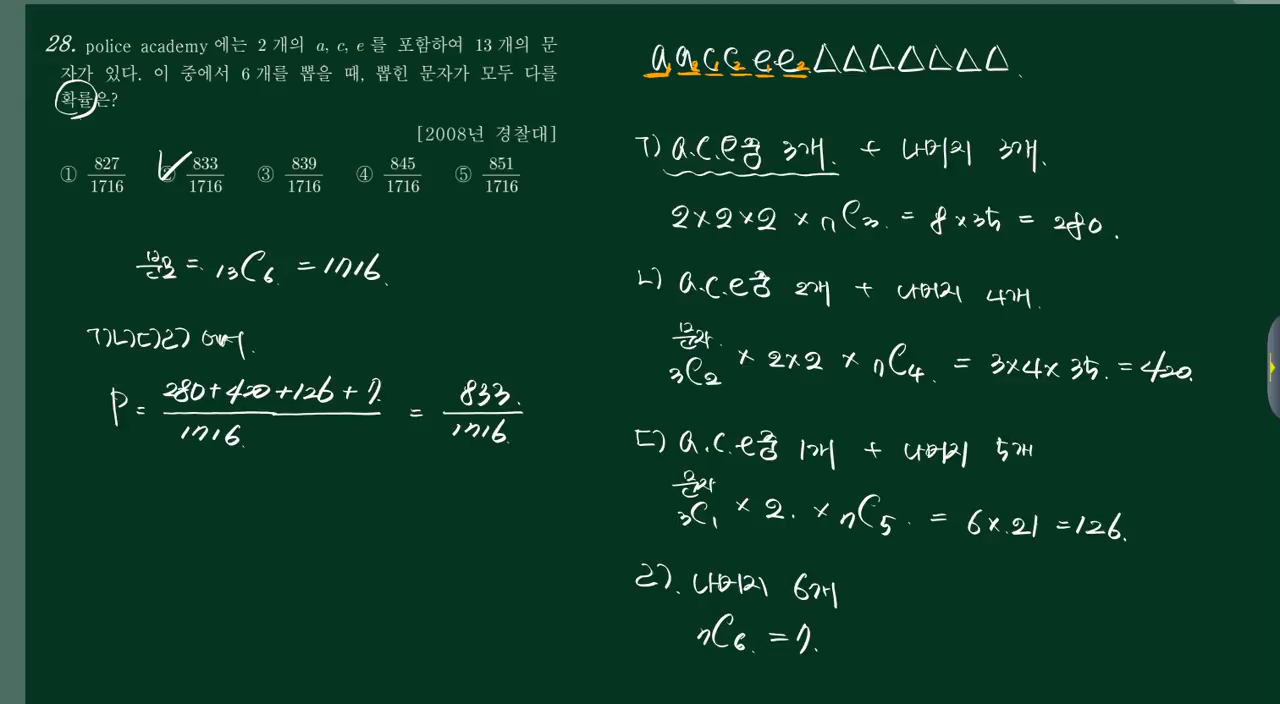 28. police academy 에는 2 개의 a, c, e 를 포함하여 13 개의 문
자가 있다. 이 중에서 6 개를 뽑을 때, 뽑힌 문자가 모두 다를
확률은?
[2008년 경찰대]
① 827/1716 ② 833/1716 ③ 839/1716 ④ 845/1716 ⑤ 851/1716
분모 = ₁₃C₆ = 1716.
ㄱ)ㄴ)ㄷ)ㄹ) 에서.
P = (280+420+126+7)/1716 = 833/1716
a a c c e e △△△△△△△
ㄱ) a.c.e중 3개. + 나머지 3개.
2×2×2 × ₇C₃ = 8×35 = 280.
ㄴ) a.c.e중 2개 + 나머지 4개.
문자
₃C₂ × 2×2 × ₇C₄ = 3×4×35 = 420.
ㄷ) a.c.e중 1개 + 나머지 5개
문자
₃C₁ × 2 × ₇C₅ = 6×21 = 126.
ㄹ). 나머지 6개
₇C₆ = 7.